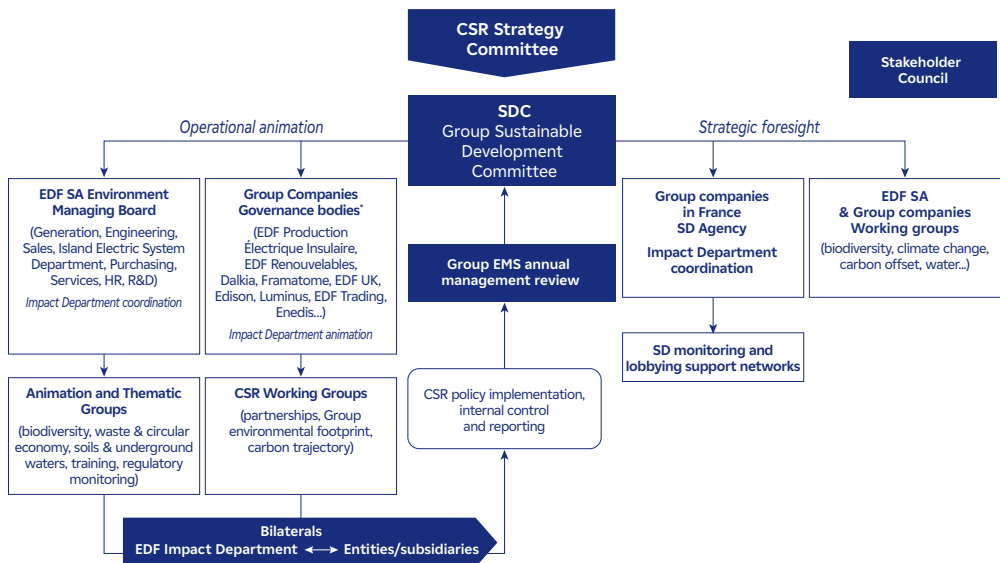 CSR Strategy
Committee
Stakeholder
Council
SDC
Group Sustainable
Development
Committee
Operational animation
Strategic foresight
EDF SA Environment
Managing Board
(Generation, Engineering,
Sales, Island Electric System
Department, Purchasing,
Services, HR, R&D)
Impact Department coordination
Group Companies
Governance bodies*
(EDF Production
Électrique Insulaire,
EDF Renouvelables,
Dalkia, Framatome, EDF UK,
Edison, Luminus, EDF Trading,
Enedis...)
Impact Department animation
Group EMS annual
management review
Group companies
in France
SD Agency
Impact Department
coordination
EDF SA
& Group companies
Working groups
(biodiversity, climate change,
carbon offset, water...)
SD monitoring and
lobbying support networks
Animation and Thematic
Groups
(biodiversity, waste & circular
economy, soils & underground
waters, training, regulatory
monitoring)
CSR Working Groups
(partnerships, Group
environmental footprint,
carbon trajectory)
CSR policy implementation,
internal control
and reporting
Bilaterals
EDF Impact Department ↔ Entities/subsidiaries